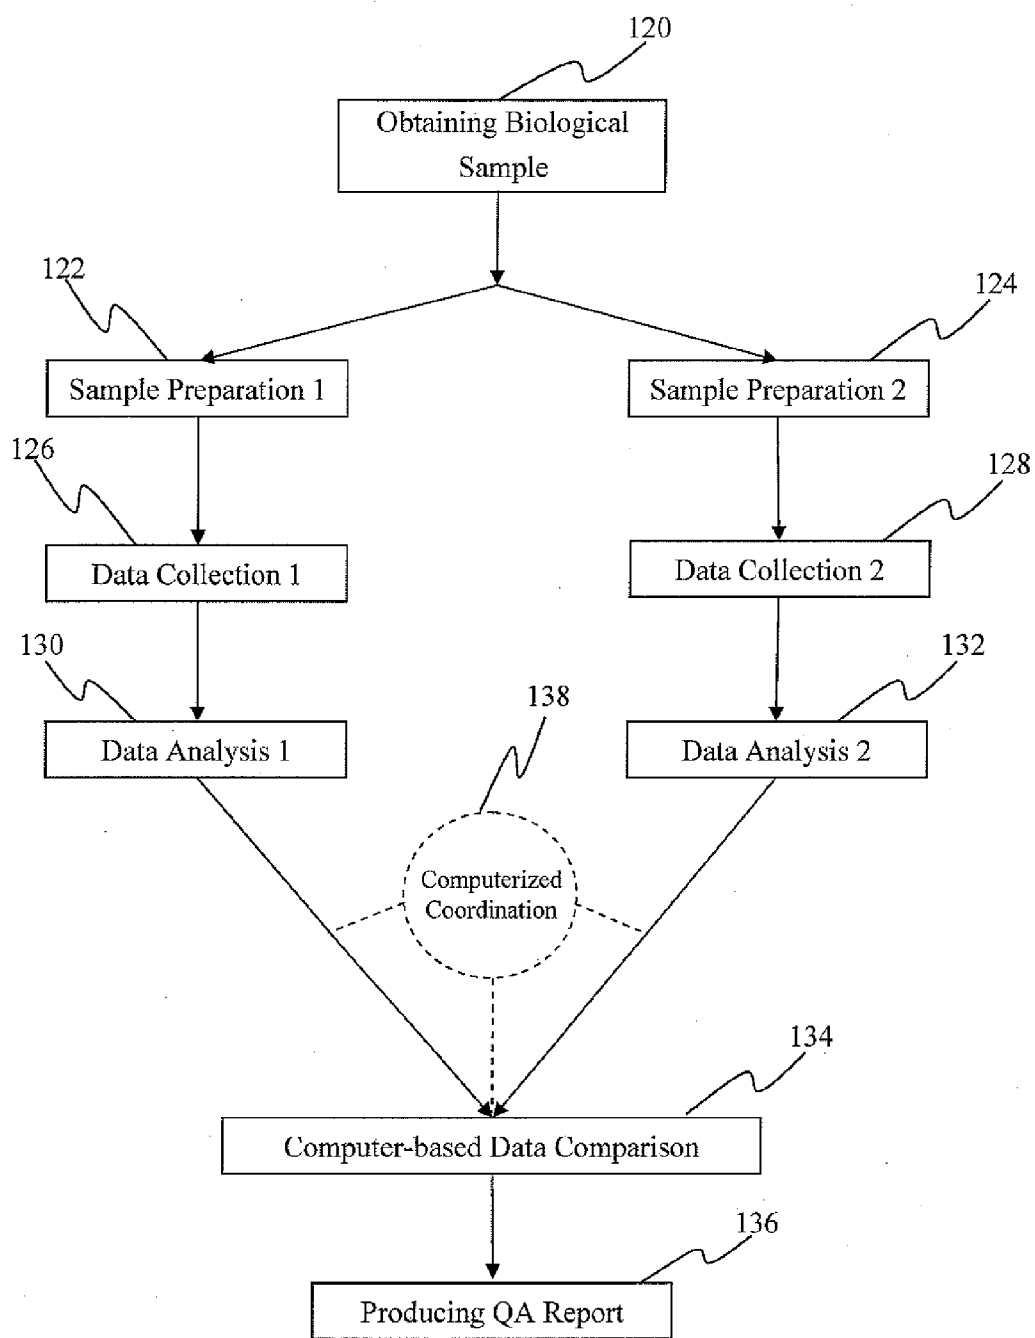 120
Obtaining Biological
Sample
122
124
Sample Preparation 1
Sample Preparation 2
126
128
Data Collection 1
Data Collection 2
130
132
138
Data Analysis 1
Data Analysis 2
Computerized
Coordination
134
Computer-based Data Comparison
136
Producing QA Report